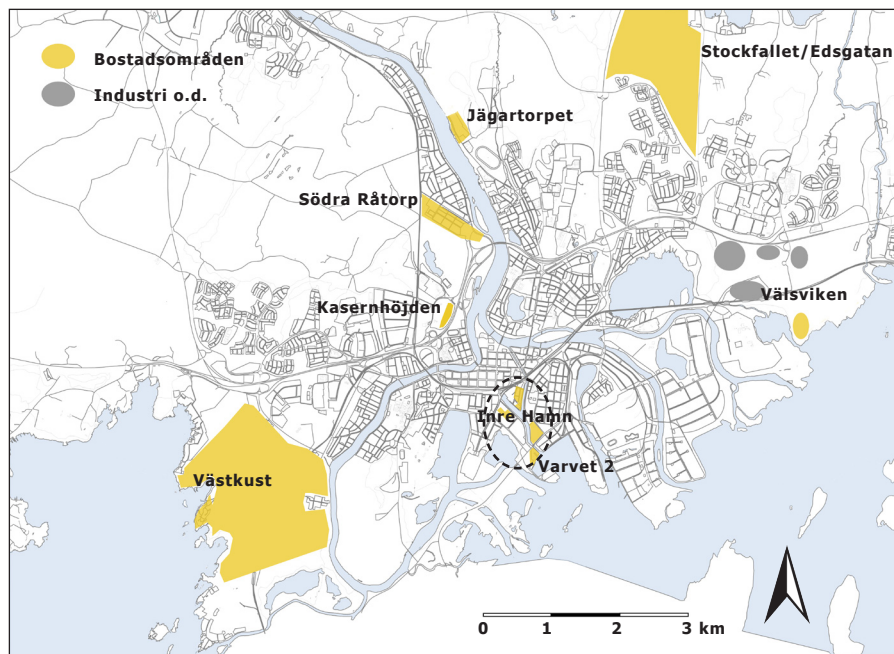 Bostadsområden
Industri o.d.
Stockfallet/Edsgatan
Jägartorpet
Södra Råtorp
Kasernhöjden
Välsviken
Inre Hamn
Varvet 2
Västkust
0 1 2 3 km